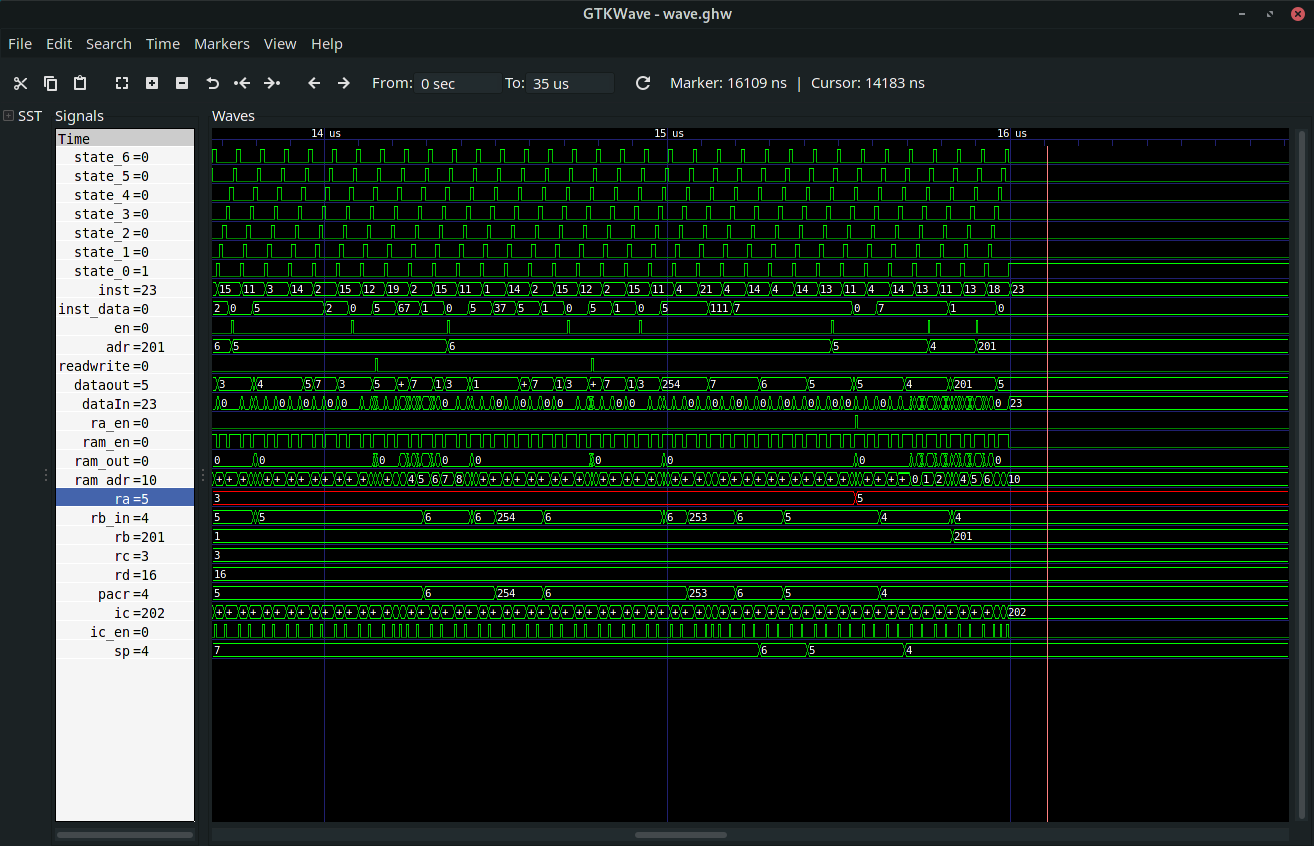 GTKWave - wave.ghw
File Edit Search Time Markers View Help
From: 0 sec To: 35 us Marker: 16109 ns | Cursor: 14183 ns
SST Signals Waves
Time 14 us 15 us 16 us
state_6 =0
state_5 =0
state_4 =0
state_3 =0
state_2 =0
state_1 =0
state_0 =1
inst =23 15 11 3 14 2 15 12 19 2 15 11 1 14 2 15 12 2 15 11 4 21 4 14 4 14 13 11 4 14 13 11 13 18 23
inst_data =0 2 0 5 2 0 5 67 1 0 5 37 5 1 0 5 1 0 5 111 7 0 7 1 0
en =0
adr =201 6 5 6 5 4 201
readwrite =0
dataout =5 3 4 5 7 3 5 + 7 1 3 1 + 7 1 3 + 7 1 3 254 7 6 5 5 4 201 5
dataIn =23 0 0 0 0 0 0 0 0 0 0 0 0 0 0 0 0 0 0 0 0 0 0 23
ra_en =0
ram_en =0
ram_out =0 0 0 0 0 0 0 0 0 0
ram_adr =10 4 5 6 7 8 0 1 2 4 5 6 10
ra =5 3 5
rb_in =4 5 5 6 6 254 6 6 253 6 5 4 4
rb =201 1 201
rc =3 3
rd =16 16
pacr =4 5 6 254 6 253 6 5 4
ic =202 202
ic_en =0
sp =4 7 6 5 4